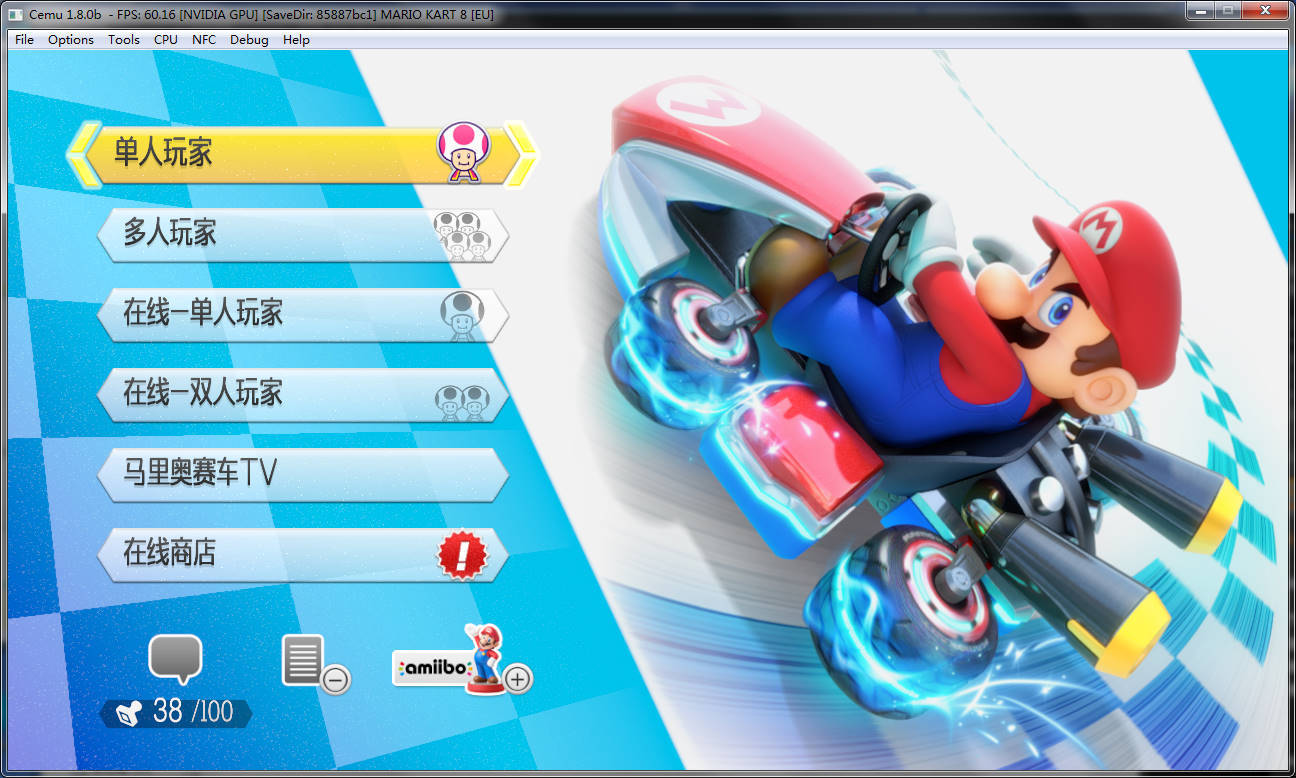 Cemu 1.8.0b - FPS: 60.16 [NVIDIA GPU] [SaveDir: 85887bc1] MARIO KART 8 [EU]
File Options Tools CPU NFC Debug Help
单人玩家
多人玩家
在线一单人玩家
在线一双人玩家
马里奥赛车TV
在线商店
!
amiibo
38 /100
M
M